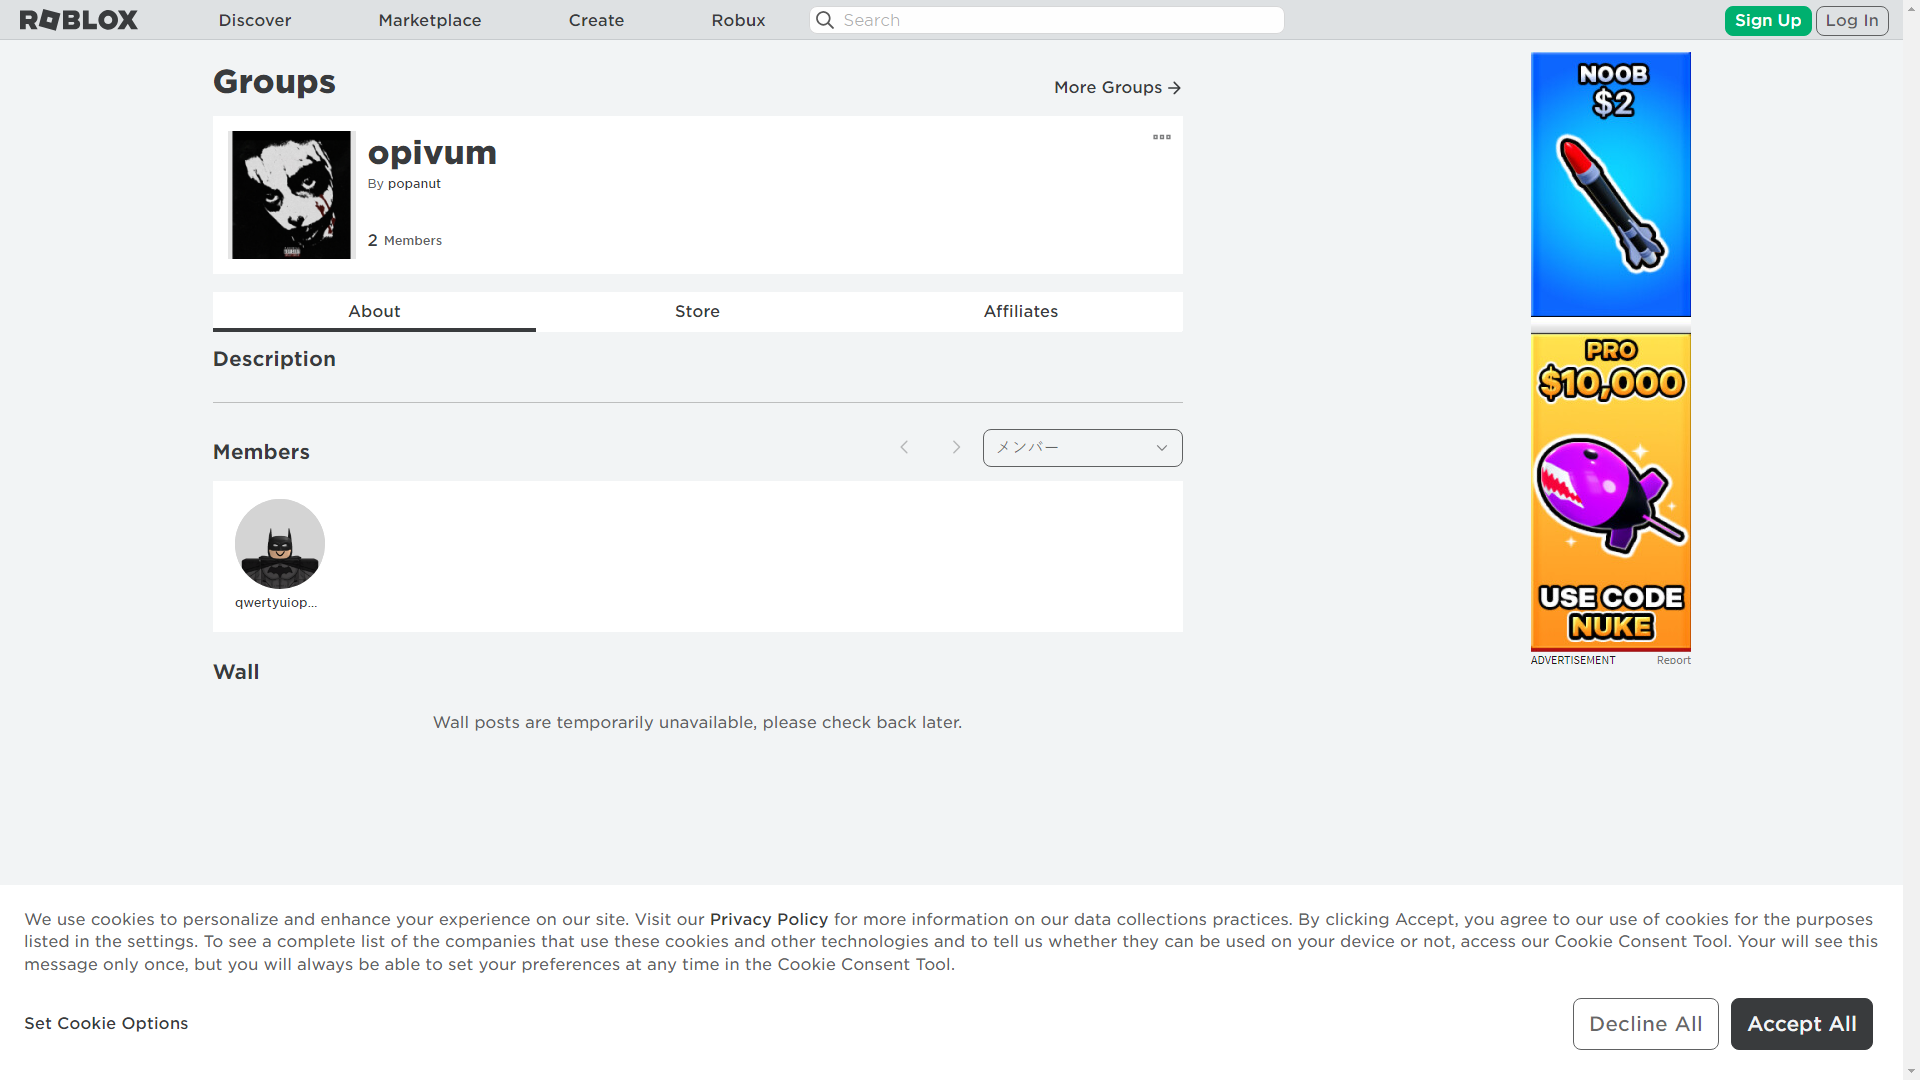 ROBLOX
Discover
Marketplace
Create
Robux
Search
Sign Up
Log In
Groups
More Groups
opivum
By popanut
2 Members
About
Store
Affiliates
Description
Members
メンバー
qwertyuiop...
Wall
Wall posts are temporarily unavailable, please check back later.
NOOB
$2
PRO
$10,000
USE CODE
NUKE
ADVERTISEMENT
Report
We use cookies to personalize and enhance your experience on our site. Visit our Privacy Policy for more information on our data collections practices. By clicking Accept, you agree to our use of cookies for the purposes
listed in the settings. To see a complete list of the companies that use these cookies and other technologies and to tell us whether they can be used on your device or not, access our Cookie Consent Tool. Your will see this
message only once, but you will always be able to set your preferences at any time in the Cookie Consent Tool.
Set Cookie Options
Decline All
Accept All